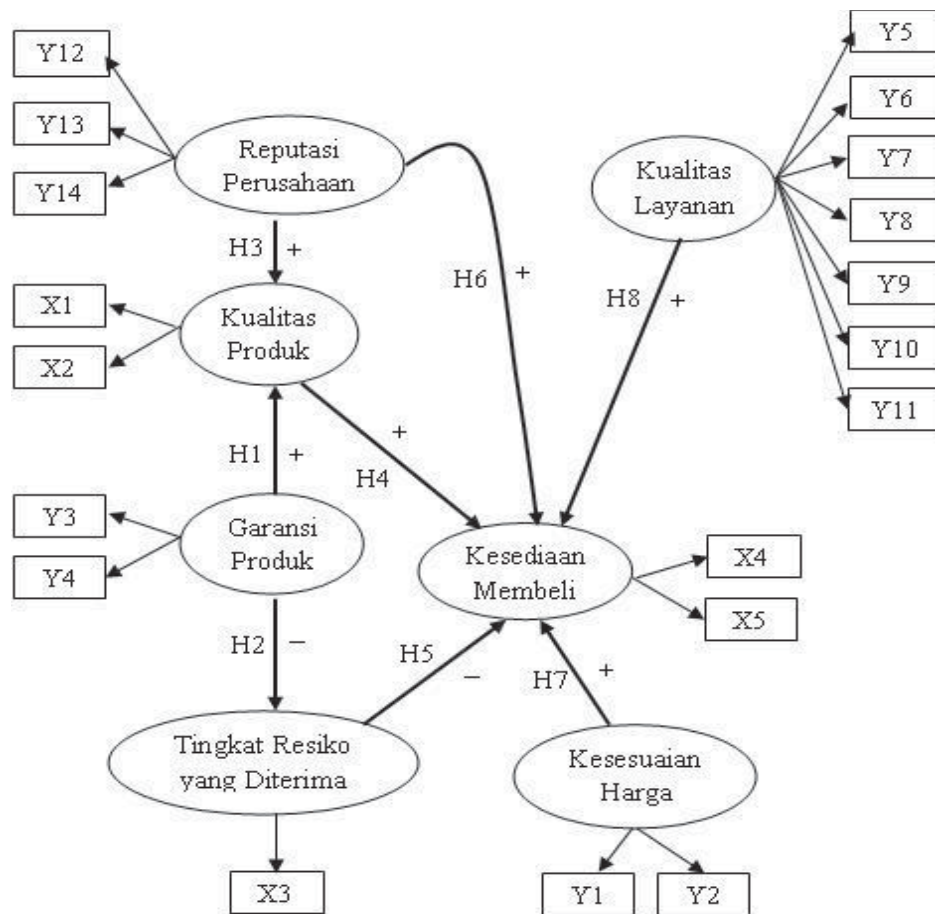 Y12
Y13
Y14
Reputasi
Perusahaan
Kualitas
Layanan
Y5
Y6
Y7
Y8
Y9
Y10
Y11
H3 +
H6 +
H8 +
X1
X2
Kualitas
Produk
H1 +
+
H4
Y3
Y4
Garansi
Produk
Kesediaan
Membeli
X4
X5
H2 –
H5
–
H7 +
Tingkat Resiko
yang Diterima
Kesesuaian
Harga
X3
Y1
Y2